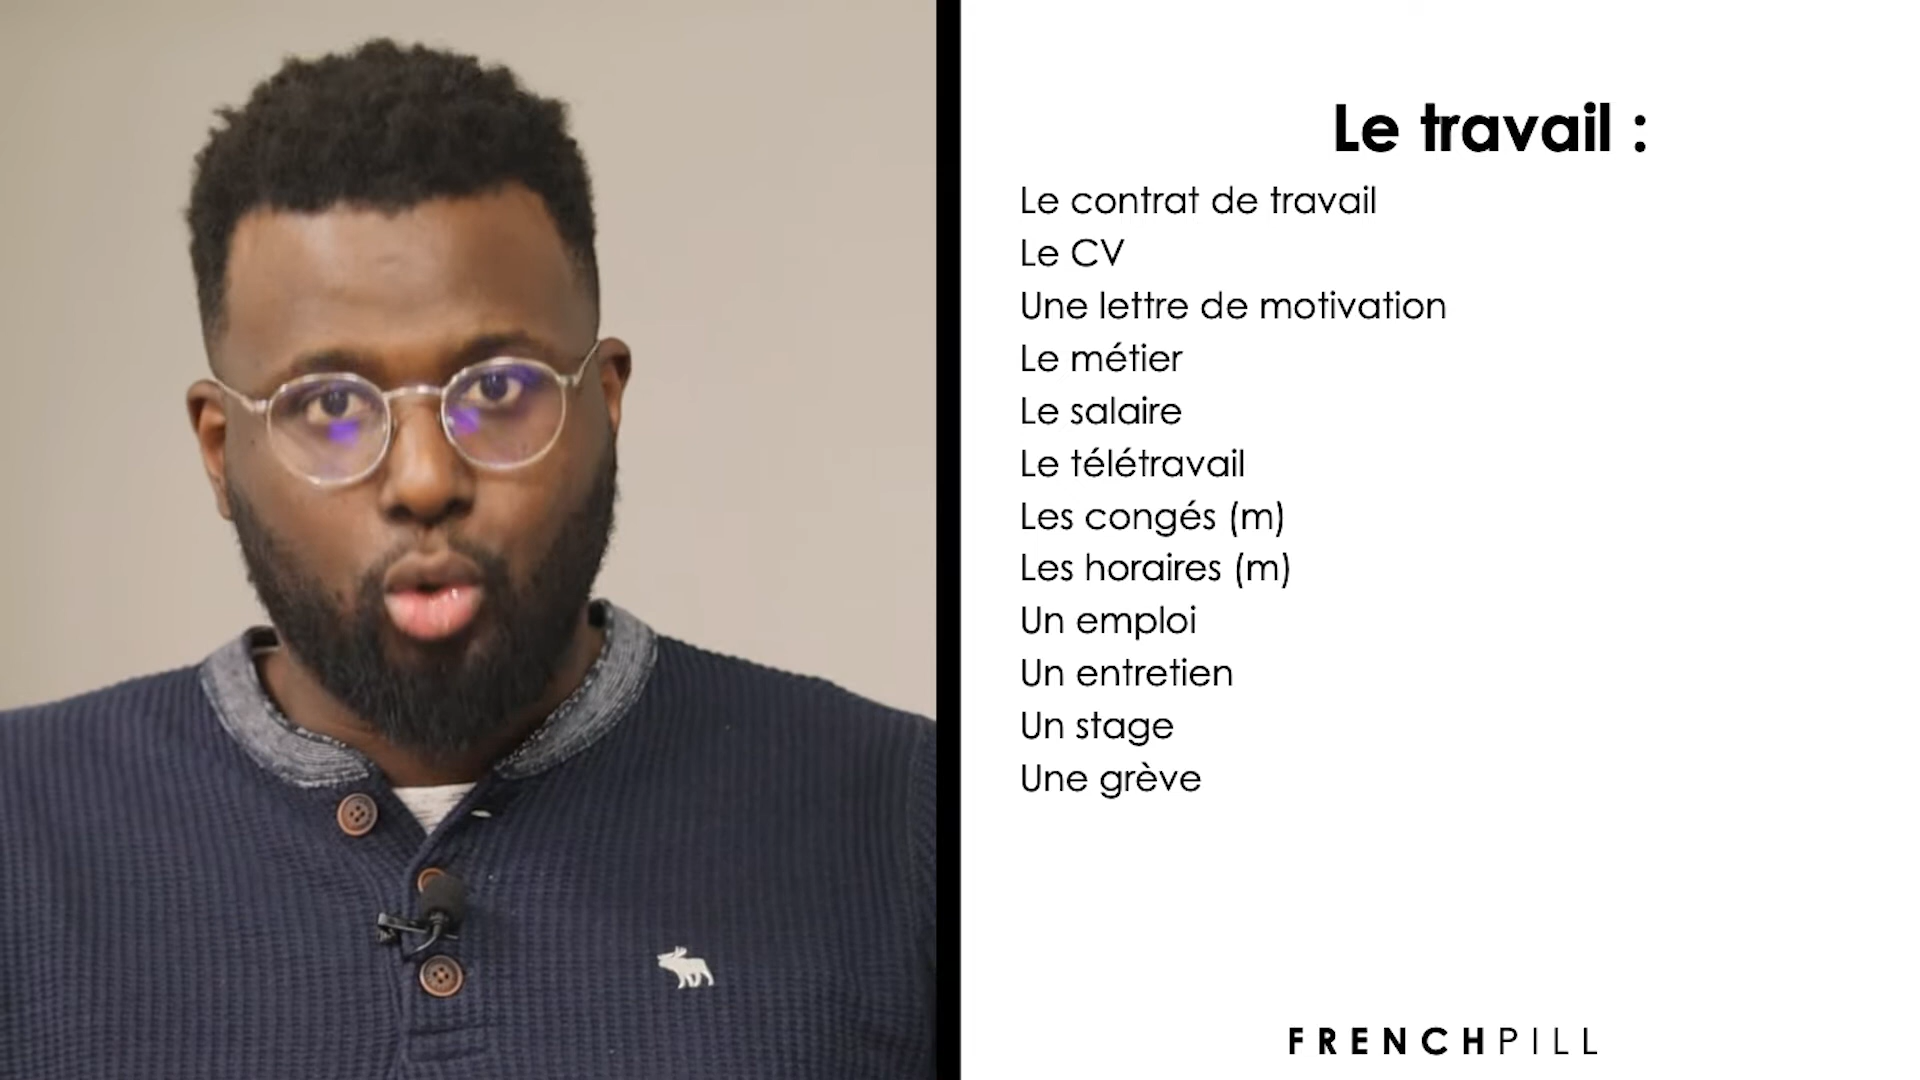 Le travail :
Le contrat de travail
Le CV
Une lettre de motivation
Le métier
Le salaire
Le télétravail
Les congés (m)
Les horaires (m)
Un emploi
Un entretien
Un stage
Une grève
FRENCHPILL